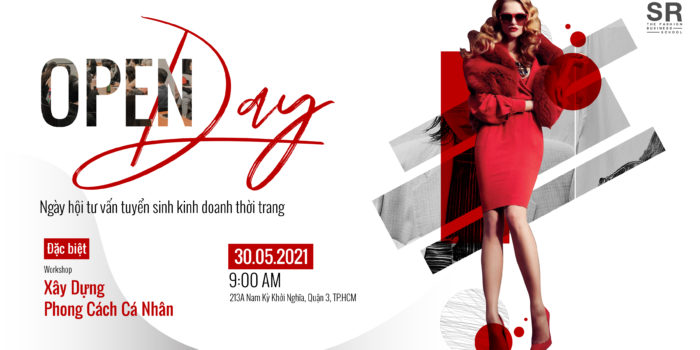 SR
THE FASHION
BUSINESS
SCHOOL
OPEN Day
Ngày hội tư vấn tuyển sinh kinh doanh thời trang
Đặc biệt
Workshop
Xây Dựng
Phong Cách Cá Nhân
30.05.2021
9:00 AM
213A Nam Kỳ Khởi Nghĩa, Quận 3, TP.HCM